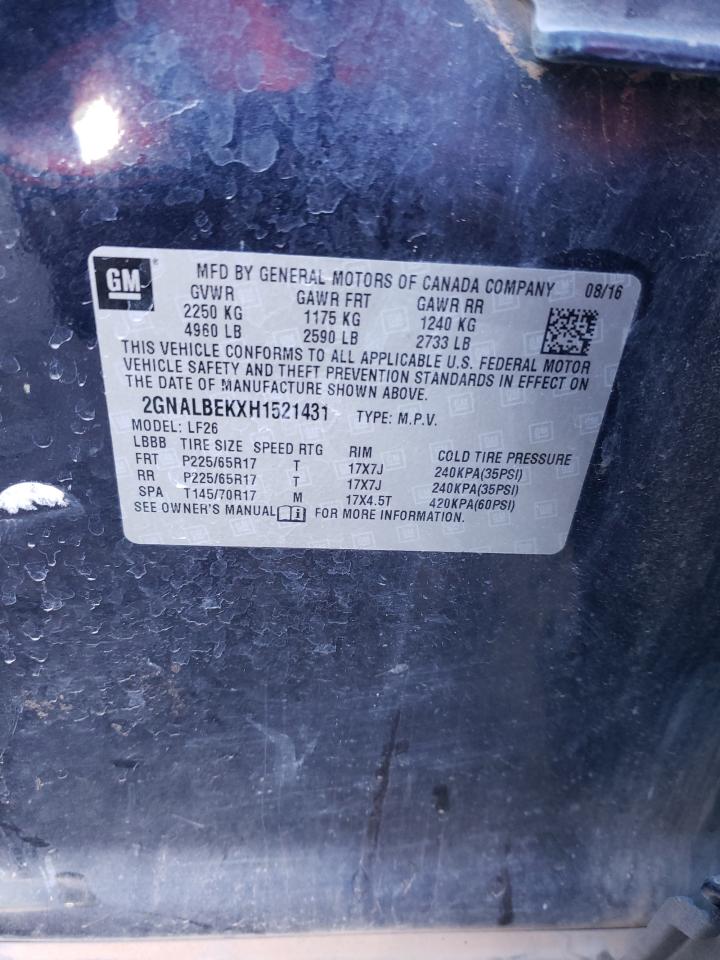 GM
MFD BY GENERAL MOTORS OF CANADA COMPANY 08/16
GVWR GAWR FRT GAWR RR
2250 KG 1175 KG 1240 KG
4960 LB 2590 LB 2733 LB
THIS VEHICLE CONFORMS TO ALL APPLICABLE U.S. FEDERAL MOTOR
VEHICLE SAFETY AND THEFT PREVENTION STANDARDS IN EFFECT ON
THE DATE OF MANUFACTURE SHOWN ABOVE.
2GNALBEKXH1521431 TYPE: M.P.V.
MODEL: LF26
LBBB TIRE SIZE SPEED RTG RIM COLD TIRE PRESSURE
FRT P225/65R17 T 17X7J 240KPA(35PSI)
RR P225/65R17 T 17X7J 240KPA(35PSI)
SPA T145/70R17 M 17X4.5T 420KPA(60PSI)
SEE OWNER'S MANUAL FOR MORE INFORMATION.